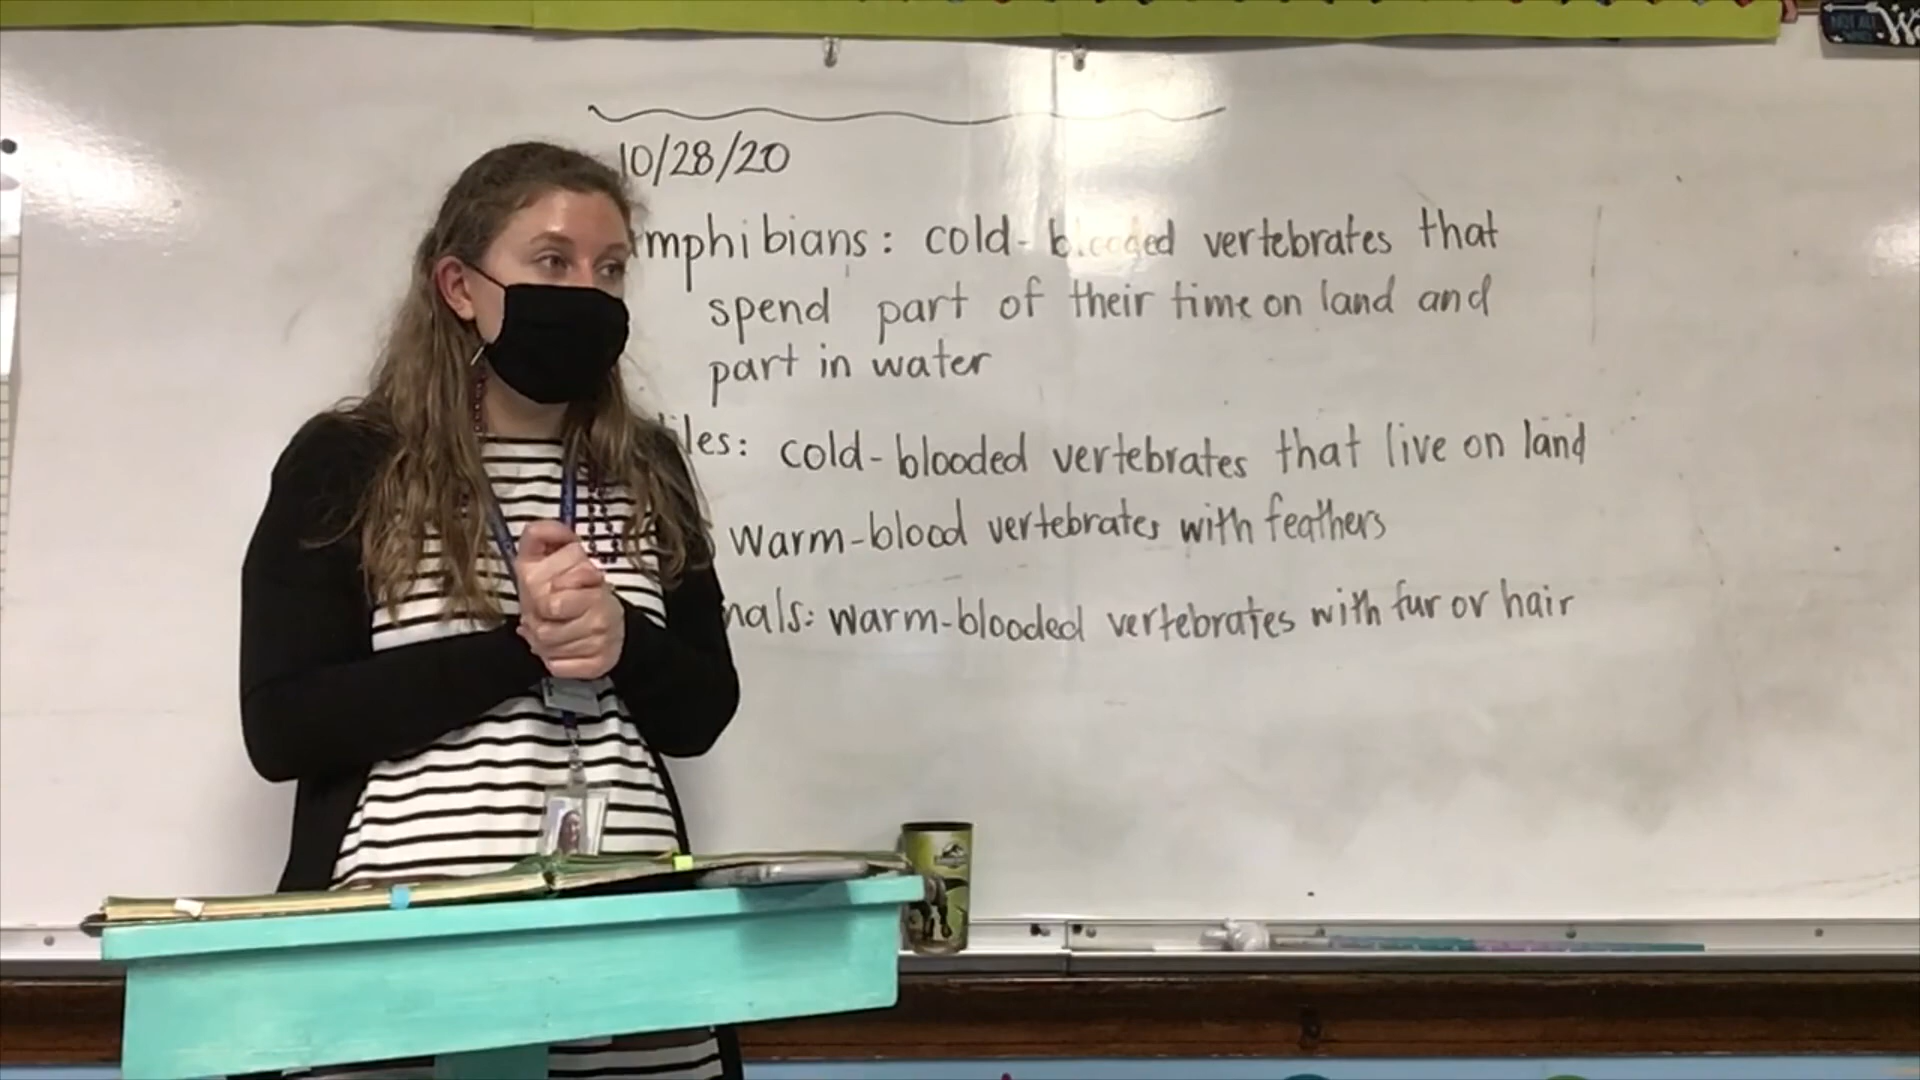 10/28/20
mphibians: cold-blooded vertebrates that
spend part of their time on land and
part in water
iles: cold-blooded vertebrates that live on land
warm-blood vertebrates with feathers
nals: warm-blooded vertebrates with fur or hair